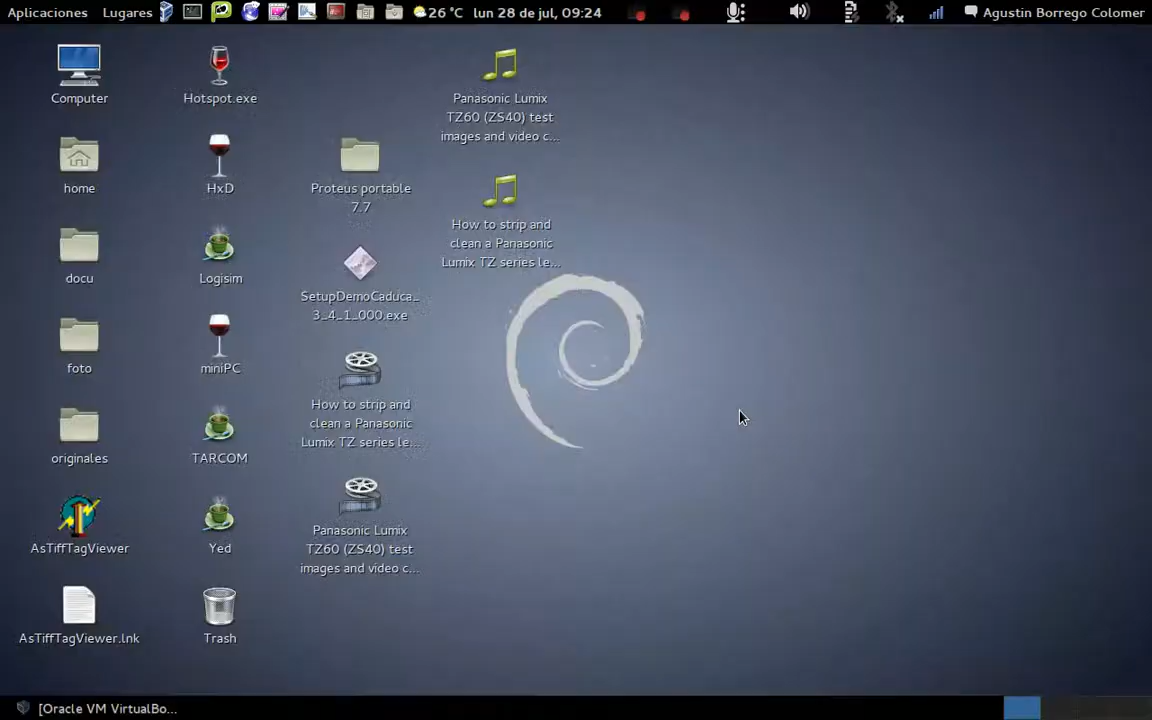 Aplicaciones Lugares 26 °C lun 28 de jul, 09:24 Agustin Borrego Colomer
Computer
home
docu
foto
originales
AsTiffTagViewer
AsTiffTagViewer.lnk
Hotspot.exe
HxD
Logisim
miniPC
TARCOM
Yed
Trash
Proteus portable
7.7
SetupDemoCaduca_
3_4_1_000.exe
How to strip and
clean a Panasonic
Lumix TZ series le...
Panasonic Lumix
TZ60 (ZS40) test
images and video c...
Panasonic Lumix
TZ60 (ZS40) test
images and video c...
How to strip and
clean a Panasonic
Lumix TZ series le...
[Oracle VM VirtualBo...